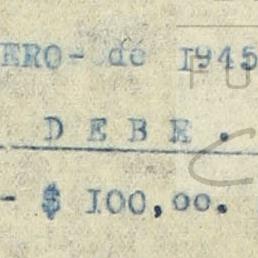 ERO- de 1945
D E B E .
- $ 100,oo.